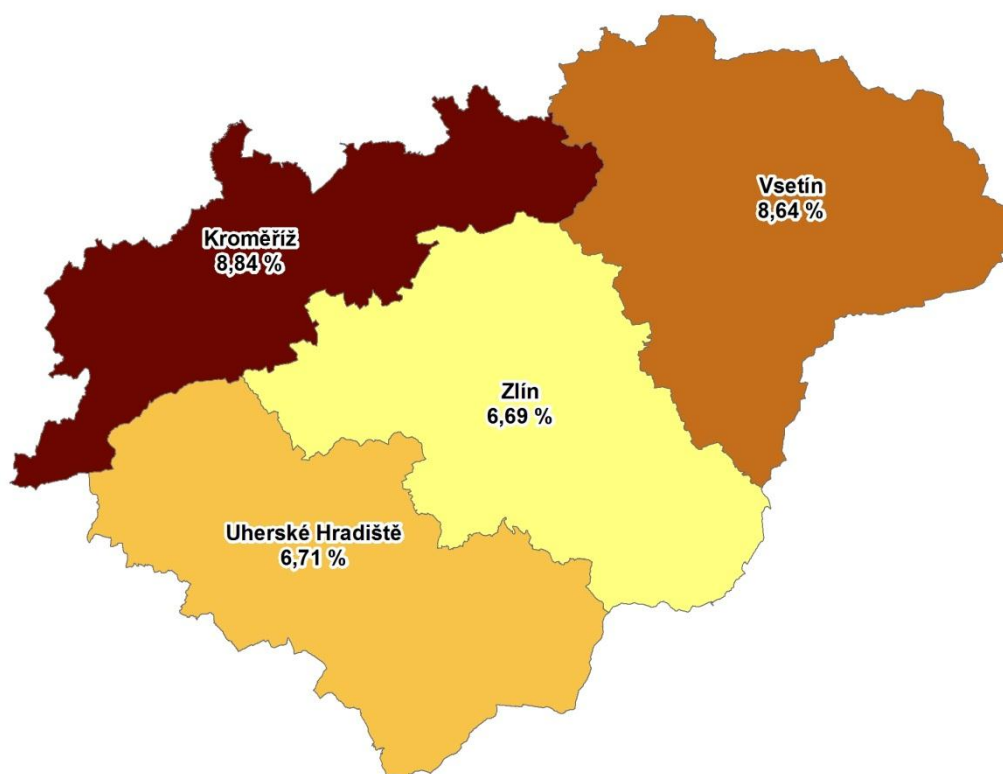 Vsetín
8,64 %
Kroměříž
8,84 %
Zlín
6,69 %
Uherské Hradiště
6,71 %